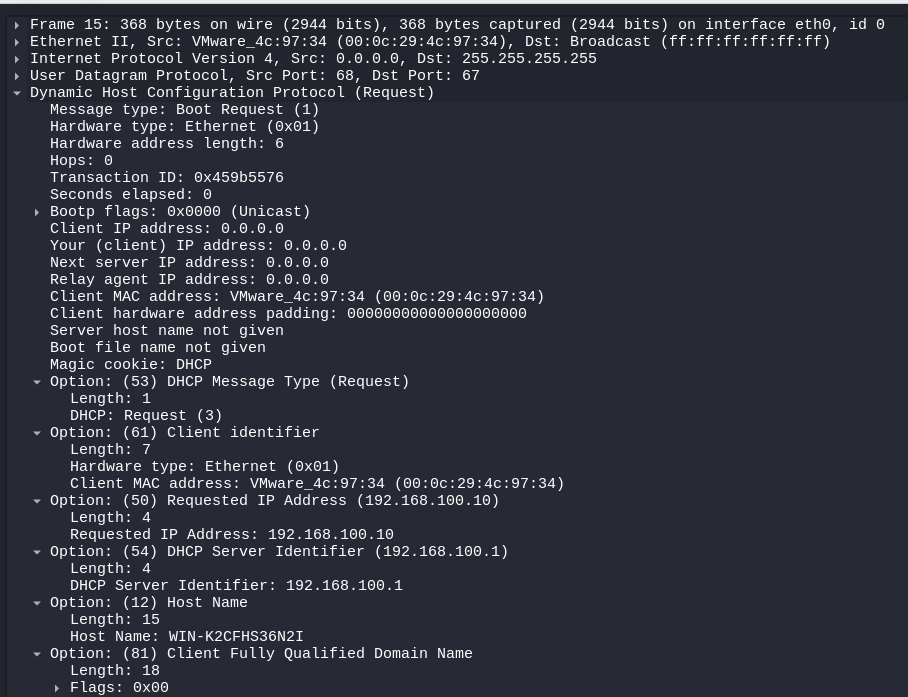 Frame 15: 368 bytes on wire (2944 bits), 368 bytes captured (2944 bits) on interface eth0, id 0
Ethernet II, Src: VMware_4c:97:34 (00:0c:29:4c:97:34), Dst: Broadcast (ff:ff:ff:ff:ff:ff)
Internet Protocol Version 4, Src: 0.0.0.0, Dst: 255.255.255.255
User Datagram Protocol, Src Port: 68, Dst Port: 67
Dynamic Host Configuration Protocol (Request)
Message type: Boot Request (1)
Hardware type: Ethernet (0x01)
Hardware address length: 6
Hops: 0
Transaction ID: 0x459b5576
Seconds elapsed: 0
Bootp flags: 0x0000 (Unicast)
Client IP address: 0.0.0.0
Your (client) IP address: 0.0.0.0
Next server IP address: 0.0.0.0
Relay agent IP address: 0.0.0.0
Client MAC address: VMware_4c:97:34 (00:0c:29:4c:97:34)
Client hardware address padding: 00000000000000000000
Server host name not given
Boot file name not given
Magic cookie: DHCP
Option: (53) DHCP Message Type (Request)
Length: 1
DHCP: Request (3)
Option: (61) Client identifier
Length: 7
Hardware type: Ethernet (0x01)
Client MAC address: VMware_4c:97:34 (00:0c:29:4c:97:34)
Option: (50) Requested IP Address (192.168.100.10)
Length: 4
Requested IP Address: 192.168.100.10
Option: (54) DHCP Server Identifier (192.168.100.1)
Length: 4
DHCP Server Identifier: 192.168.100.1
Option: (12) Host Name
Length: 15
Host Name: WIN-K2CFHS36N2I
Option: (81) Client Fully Qualified Domain Name
Length: 18
Flags: 0x00